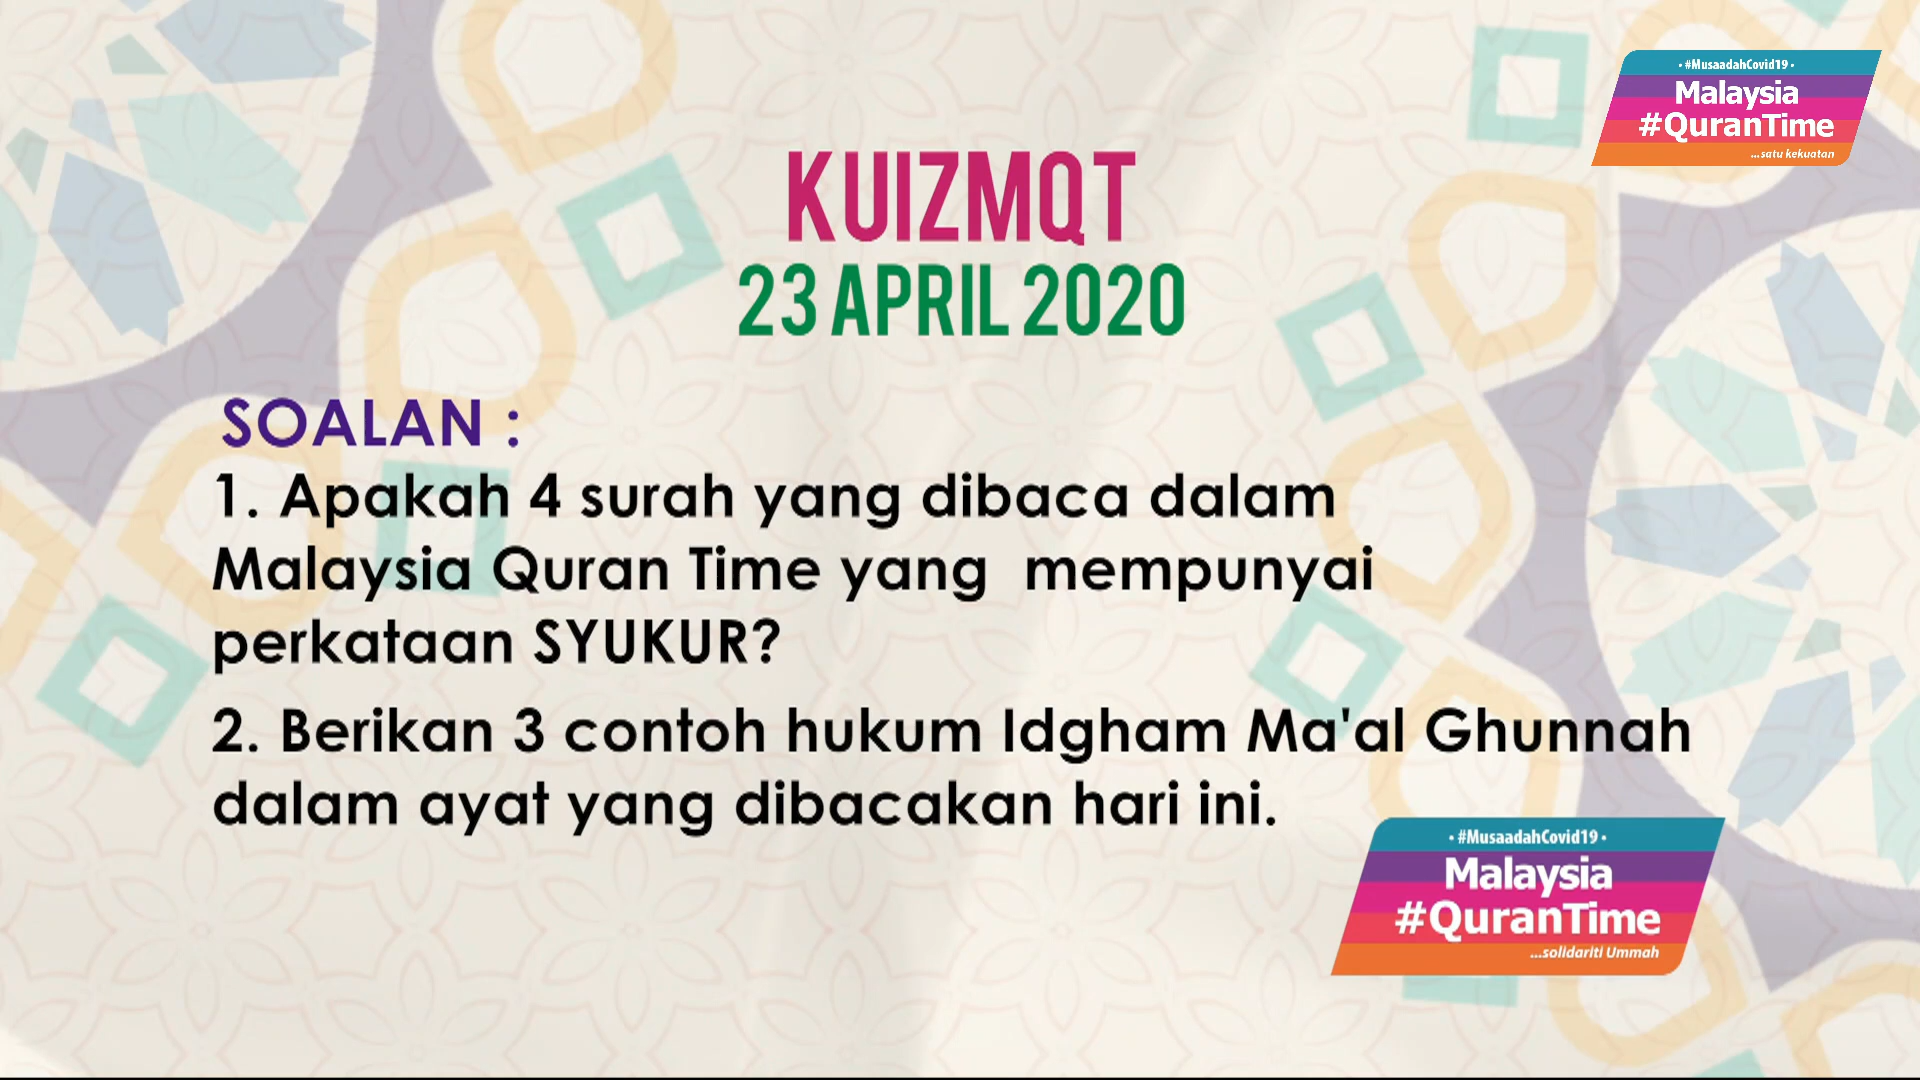 • #MusaadahCovid19 •
Malaysia
#QuranTime
...satu kekuatan
KUIZMQT
23 APRIL 2020
SOALAN :
1. Apakah 4 surah yang dibaca dalam
Malaysia Quran Time yang mempunyai
perkataan SYUKUR?
2. Berikan 3 contoh hukum Idgham Ma'al Ghunnah
dalam ayat yang dibacakan hari ini.
• #MusaadahCovid19 •
Malaysia
#QuranTime
...solidariti Ummah